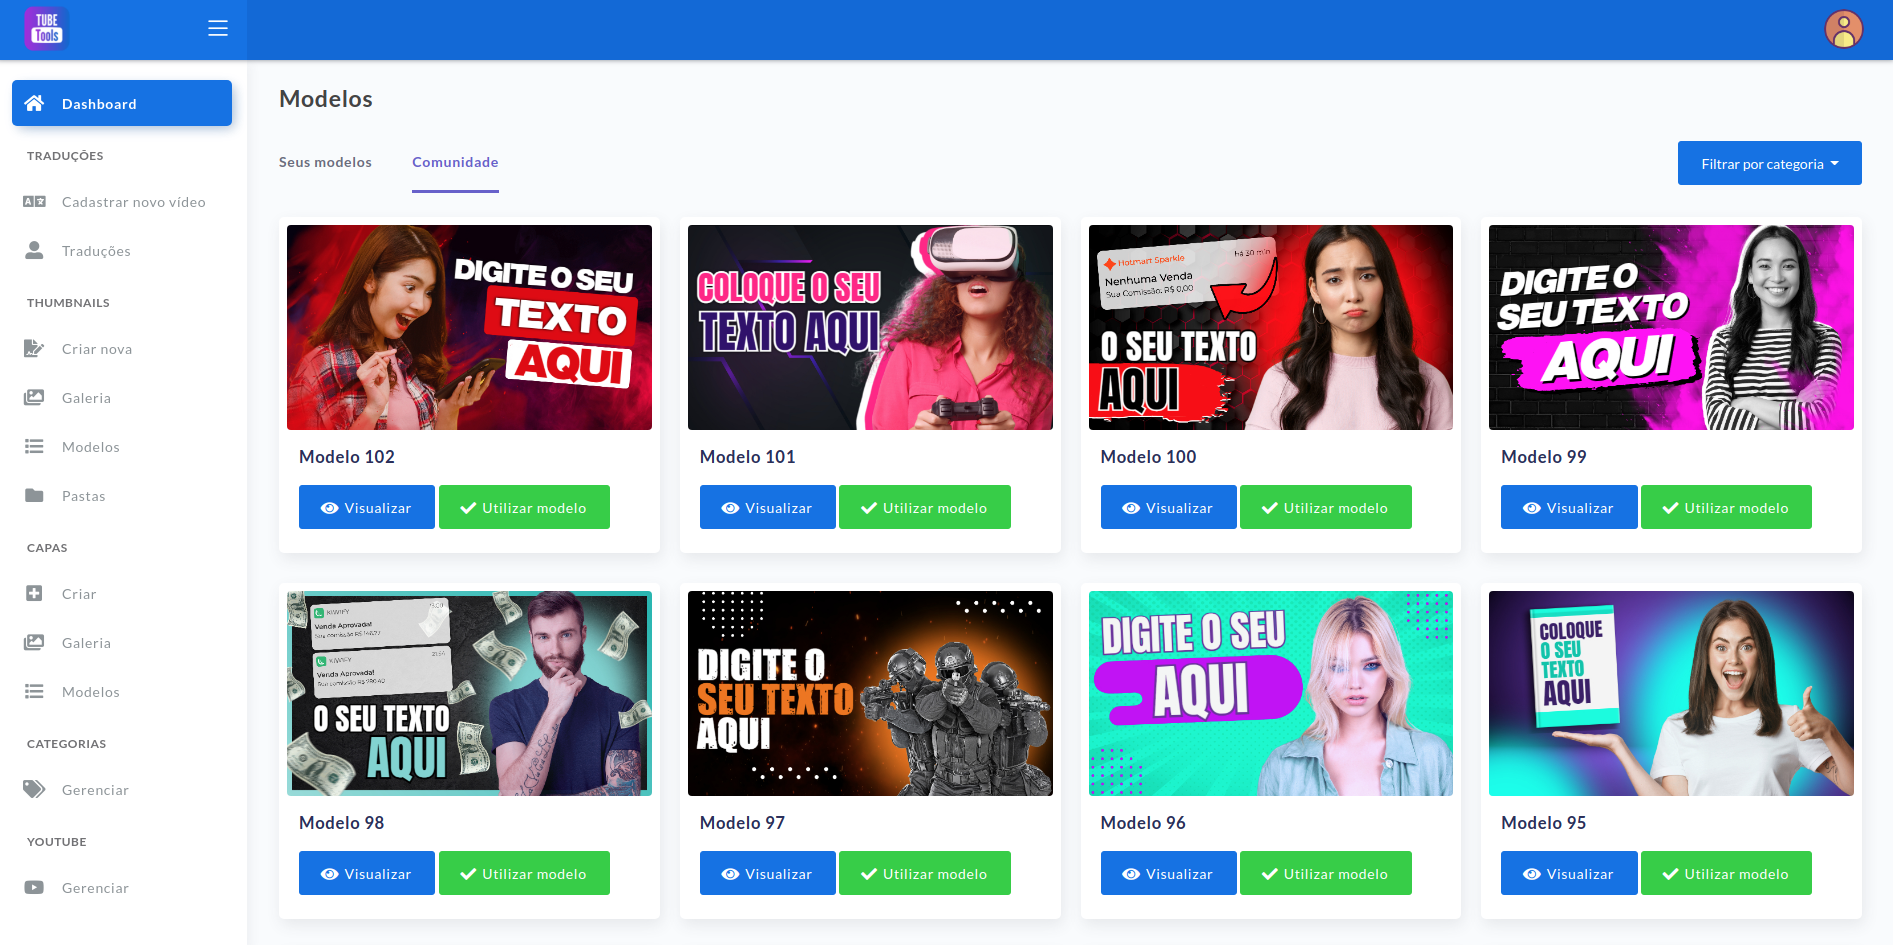 TUBE
Tools
Dashboard
TRADUÇÕES
Cadastrar novo vídeo
Traduções
THUMBNAILS
Criar nova
Galeria
Modelos
Pastas
CAPAS
Criar
Galeria
Modelos
CATEGORIAS
Gerenciar
YOUTUBE
Gerenciar
Modelos
Seus modelos
Comunidade
Filtrar por categoria
DIGITE O SEU
TEXTO
AQUI
Modelo 102
Visualizar
Utilizar modelo
COLOQUE O SEU
TEXTO AQUI
Modelo 101
Visualizar
Utilizar modelo
Hotmart Sparkle
há 30 min
Nenhuma Venda
Sua Comissão: R$ 0,00
O SEU TEXTO
AQUI
Modelo 100
Visualizar
Utilizar modelo
DIGITE O
SEU TEXTO
AQUI
Modelo 99
Visualizar
Utilizar modelo
KIWIFY
Venda Aprovada!
KIWIFY
Venda Aprovada!
O SEU TEXTO
AQUI
Modelo 98
Visualizar
Utilizar modelo
DIGITE O
SEU TEXTO
AQUI
Modelo 97
Visualizar
Utilizar modelo
DIGITE O SEU
AQUI
Modelo 96
Visualizar
Utilizar modelo
COLOQUE
O SEU
TEXTO
AQUI
Modelo 95
Visualizar
Utilizar modelo